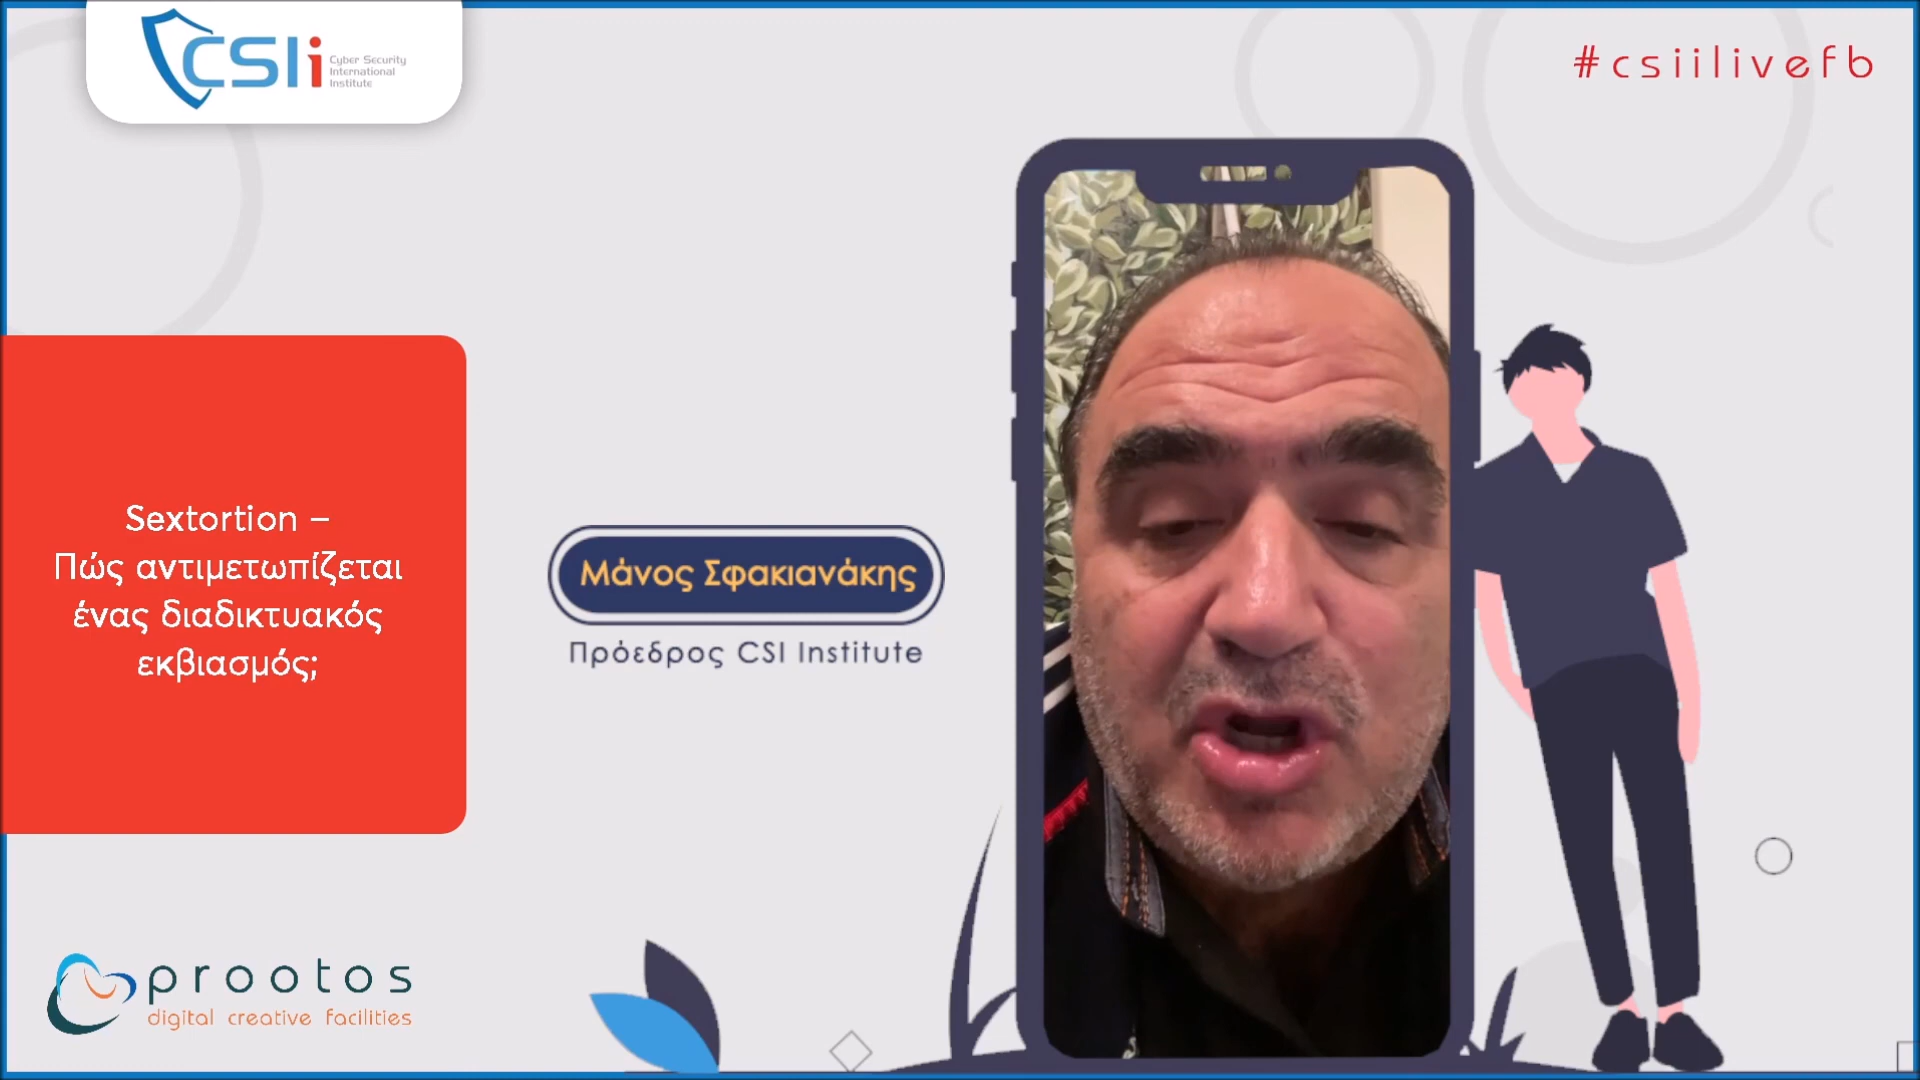 CSIi
Cyber Security
International
Institute
#csiilivefb
Sextortion –
Πώς αντιμετωπίζεται
ένας διαδικτυακός
εκβιασμός;
Μάνος Σφακιανάκης
Πρόεδρος CSI Institute
prootos
digital creative facilities